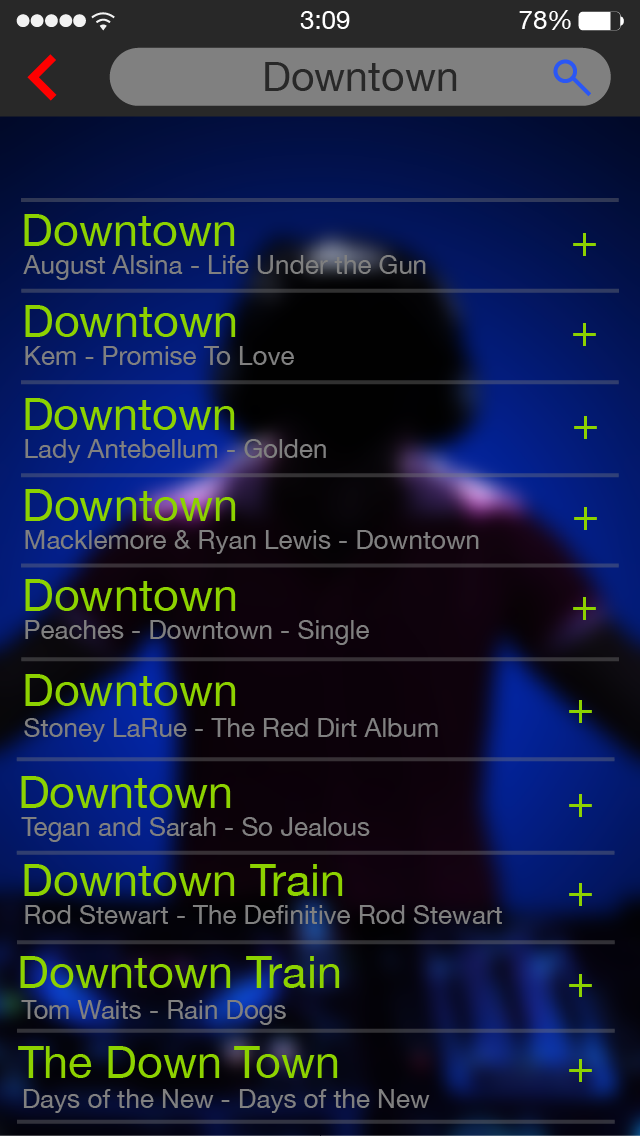 3:09
78%
Downtown
Downtown
August Alsina - Life Under the Gun
Downtown
Kem - Promise To Love
Downtown
Lady Antebellum - Golden
Downtown
Macklemore & Ryan Lewis - Downtown
Downtown
Peaches - Downtown - Single
Downtown
Stoney LaRue - The Red Dirt Album
Downtown
Tegan and Sarah - So Jealous
Downtown Train
Rod Stewart - The Definitive Rod Stewart
Downtown Train
Tom Waits - Rain Dogs
The Down Town
Days of the New - Days of the New